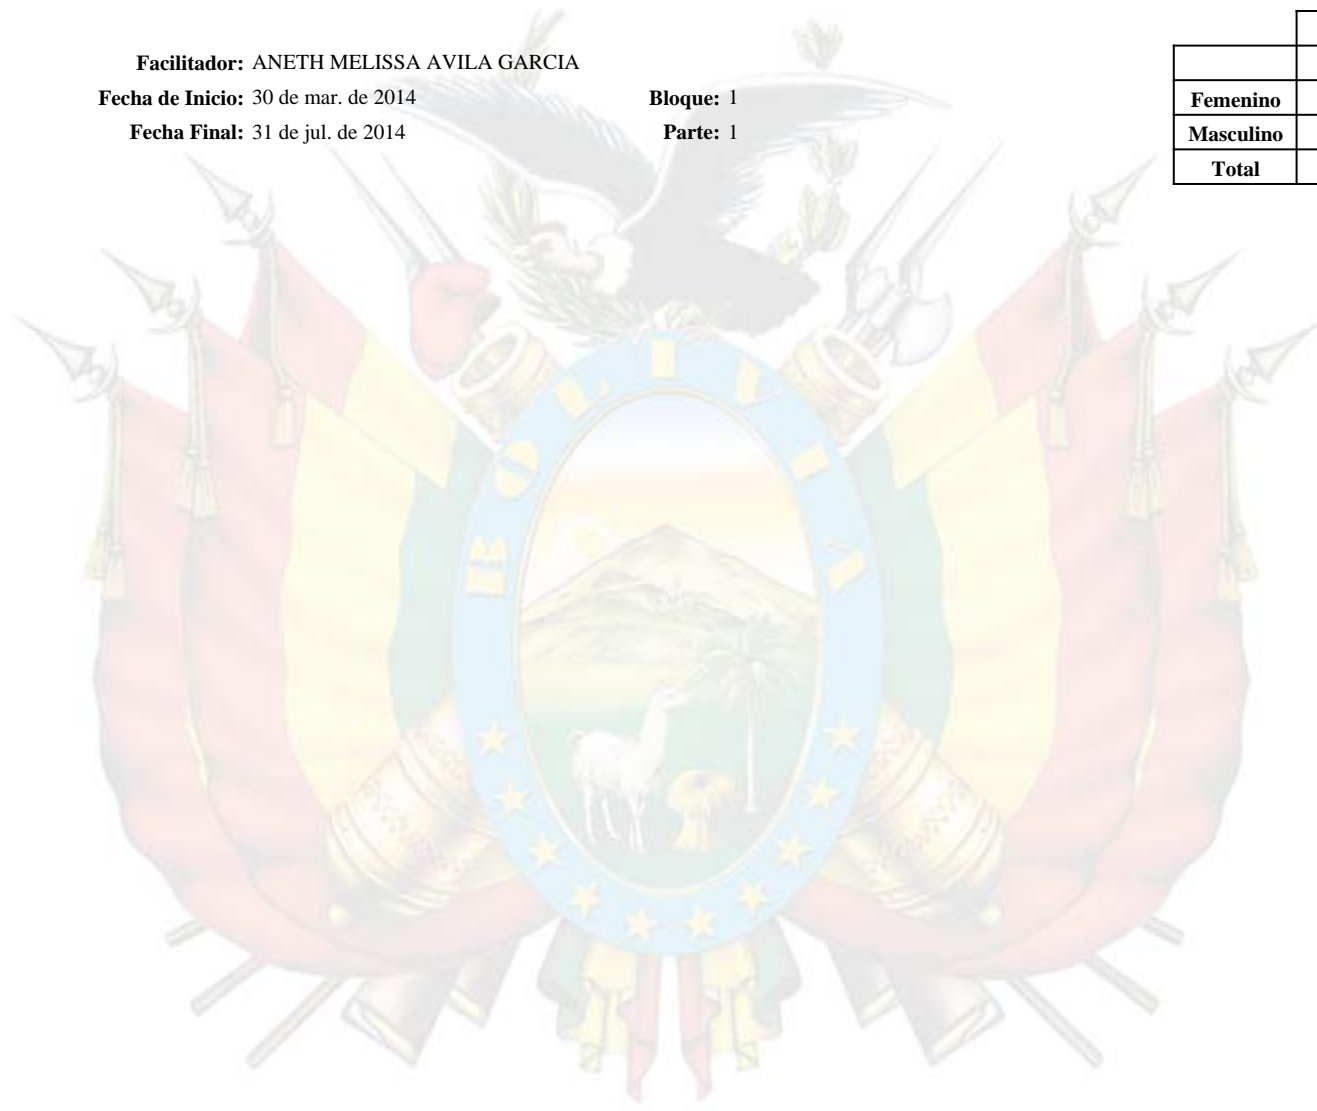 Facilitador: ANETH MELISSA AVILA GARCIA
Fecha de Inicio: 30 de mar. de 2014 Bloque: 1
Fecha Final: 31 de jul. de 2014 Parte: 1
Femenino
Masculino
Total
BOLIVIA